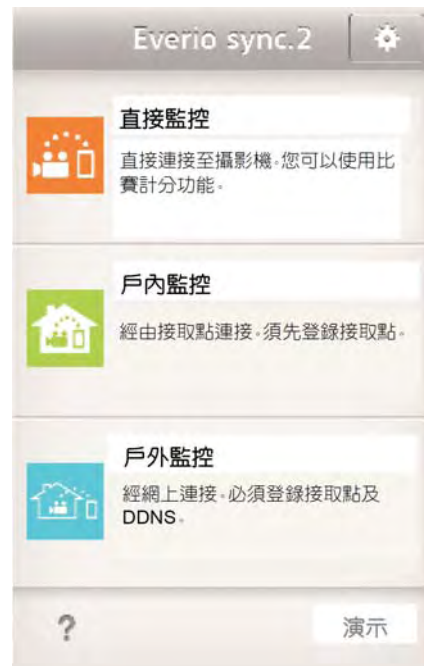 Everio sync.2
直接監控
直接連接至攝影機。您可以使用比
賽計分功能。
戶內監控
經由接取點連接。須先登錄接取點。
戶外監控
經網上連接。必須登錄接取點及
DDNS。
?
演示